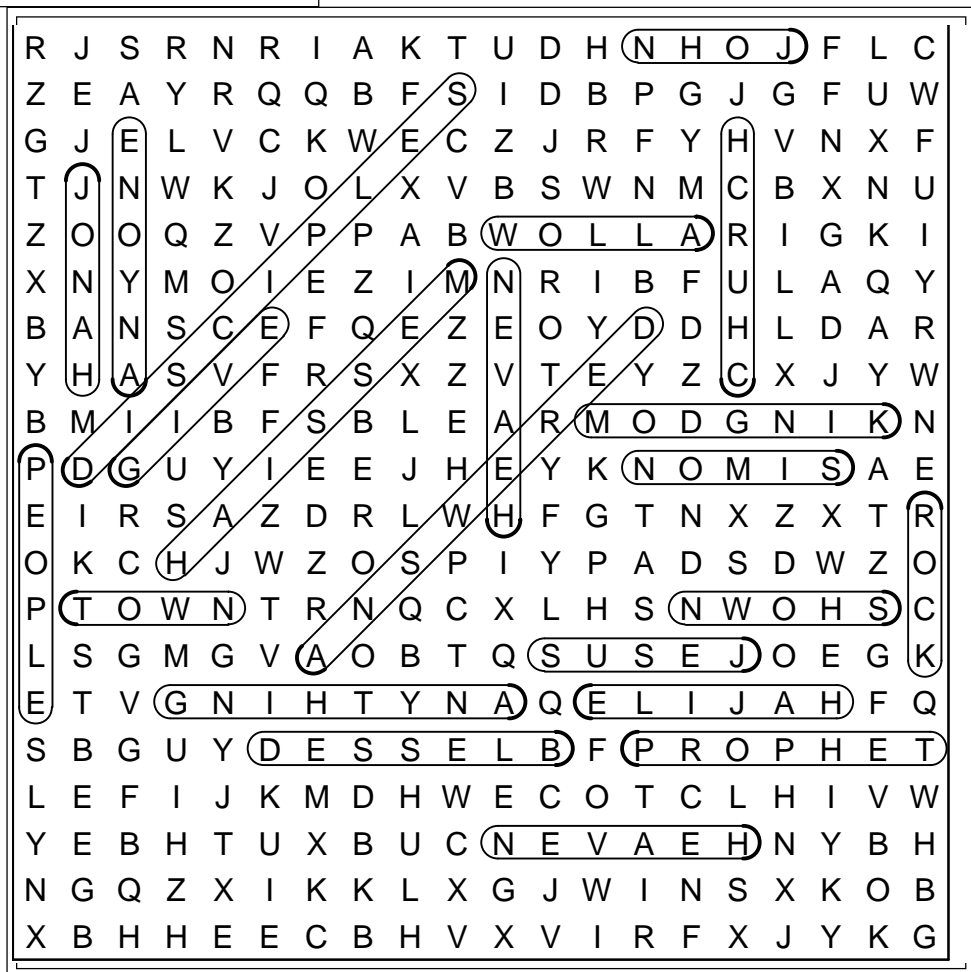 R J S R N R I A K T U D H N H O J F L C
Z E A Y R Q Q B F S I D B P G J G F U W
G J E L V C K W E C Z J R F Y H V N X F
T J N W K J O L X V B S W N M C B X N U
Z O O Q Z V P P A B W O L L A R I G K I
X N Y M O I E Z I M N R I B F U L A Q Y
B A N S C E F Q E Z E O Y D D H L D A R
Y H A S V F R S X Z V T E Y Z C X J Y W
B M I I B F S B L E A R M O D G N I K N
P D G U Y I E E J H E Y K N O M I S A E
E I R S A Z D R L W H F G T N X Z X T R
O K C H J W Z O S P I Y P A D S D W Z O
P T O W N T R N Q C X L H S N W O H S C
L S G M G V A O B T Q S U S E J O E G K
E T V G N I H T Y N A Q E L I J A H F Q
S B G U Y D E S S E L B F P R O P H E T
L E F I J K M D H W E C O T C L H I V W
Y E B H T U X B U C N E V A E H N Y B H
N G Q Z X I K K L X G J W I N S X K O B
X B H H E E C B H V X V I R F X J Y K G